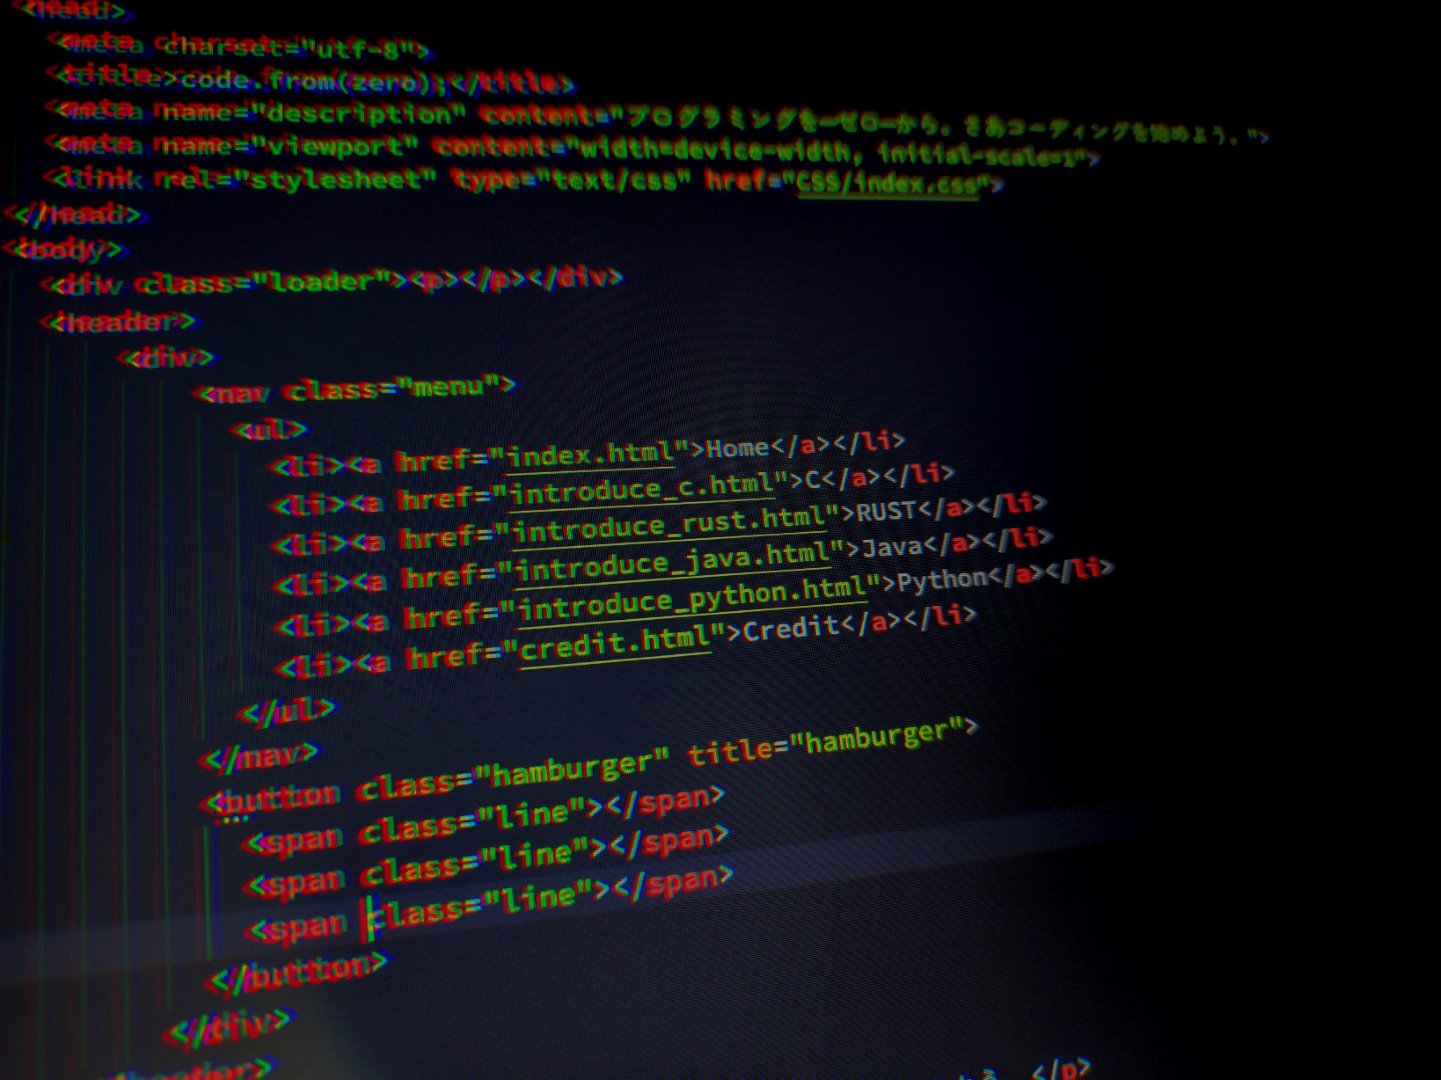 <head>
<meta charset="utf-8">
<title>code.from(zero);</title>
<meta name="description" content="プログラミングをーゼローから。さあコーディングを始めよう。">
<meta name="viewport" content="width=device-width, initial-scale=1">
<link rel="stylesheet" type="text/css" href="CSS/index.css">
</head>
<body>
<div class="loader"><p></p></div>
<header>
<div>
<nav class="menu">
<ul>
<li><a href="index.html">Home</a></li>
<li><a href="introduce_c.html">C</a></li>
<li><a href="introduce_rust.html">RUST</a></li>
<li><a href="introduce_java.html">Java</a></li>
<li><a href="introduce_python.html">Python</a></li>
<li><a href="credit.html">Credit</a></li>
</ul>
</nav>
<button class="hamburger" title="hamburger">
<span class="line"></span>
<span class="line"></span>
<span class="line"></span>
</button>
</div>
</header>
</p>